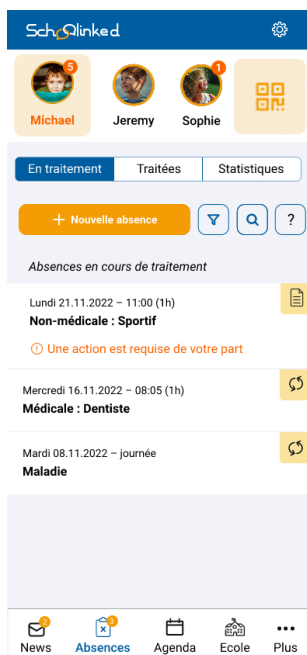 Schoolinked
5
1
Michael
Jeremy
Sophie
En traitement
Traitées
Statistiques
+ Nouvelle absence
?
Absences en cours de traitement
Lundi 21.11.2022 – 11:00 (1h)
Non-médicale : Sportif
Une action est requise de votre part
Mercredi 16.11.2022 – 08:05 (1h)
Médicale : Dentiste
Mardi 08.11.2022 – journée
Maladie
2
3
News
Absences
Agenda
Ecole
Plus